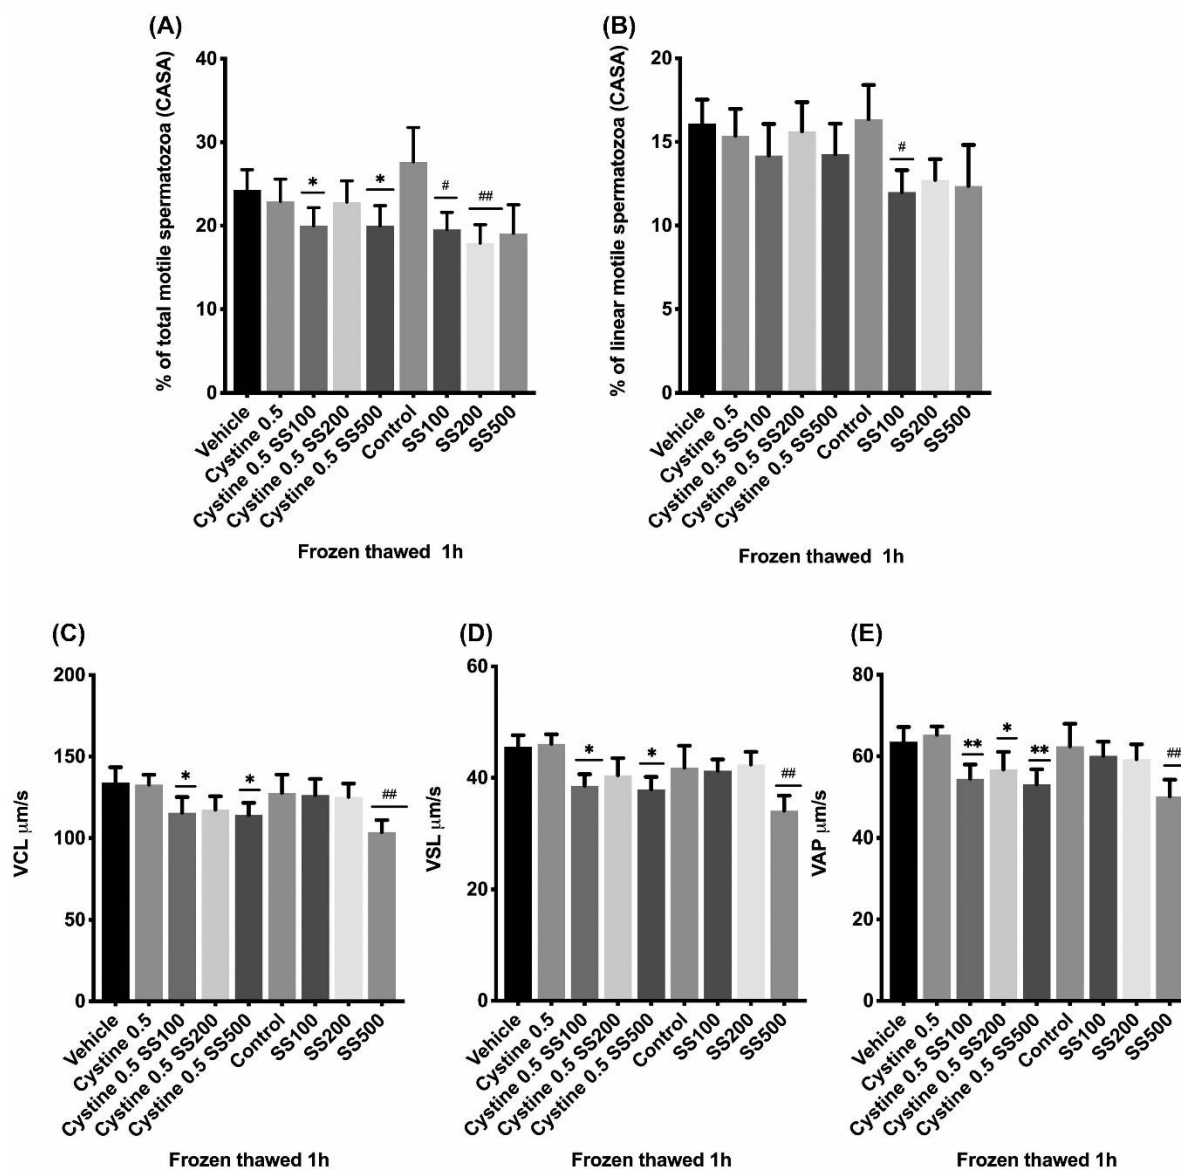 (A)
% of total motile spermatozoa (CASA)
40
30
20
10
0
*
*
#
##
Vehicle
Cystine 0.5
Cystine 0.5 SS100
Cystine 0.5 SS200
Cystine 0.5 SS500
Control
SS100
SS200
SS500
Frozen thawed 1h
(B)
% of linear motile spermatozoa (CASA)
20
15
10
5
0
#
Vehicle
Cystine 0.5
Cystine 0.5 SS100
Cystine 0.5 SS200
Cystine 0.5 SS500
Control
SS100
SS200
SS500
Frozen thawed 1h
(C)
VCL μm/s
200
150
100
50
0
*
*
##
Vehicle
Cystine 0.5
Cystine 0.5 SS100
Cystine 0.5 SS200
Cystine 0.5 SS500
Control
SS100
SS200
SS500
Frozen thawed 1h
(D)
VSL μm/s
60
40
20
0
*
*
##
Vehicle
Cystine 0.5
Cystine 0.5 SS100
Cystine 0.5 SS200
Cystine 0.5 SS500
Control
SS100
SS200
SS500
Frozen thawed 1h
(E)
VAP μm/s
80
60
40
20
0
**
*
**
##
Vehicle
Cystine 0.5
Cystine 0.5 SS100
Cystine 0.5 SS200
Cystine 0.5 SS500
Control
SS100
SS200
SS500
Frozen thawed 1h